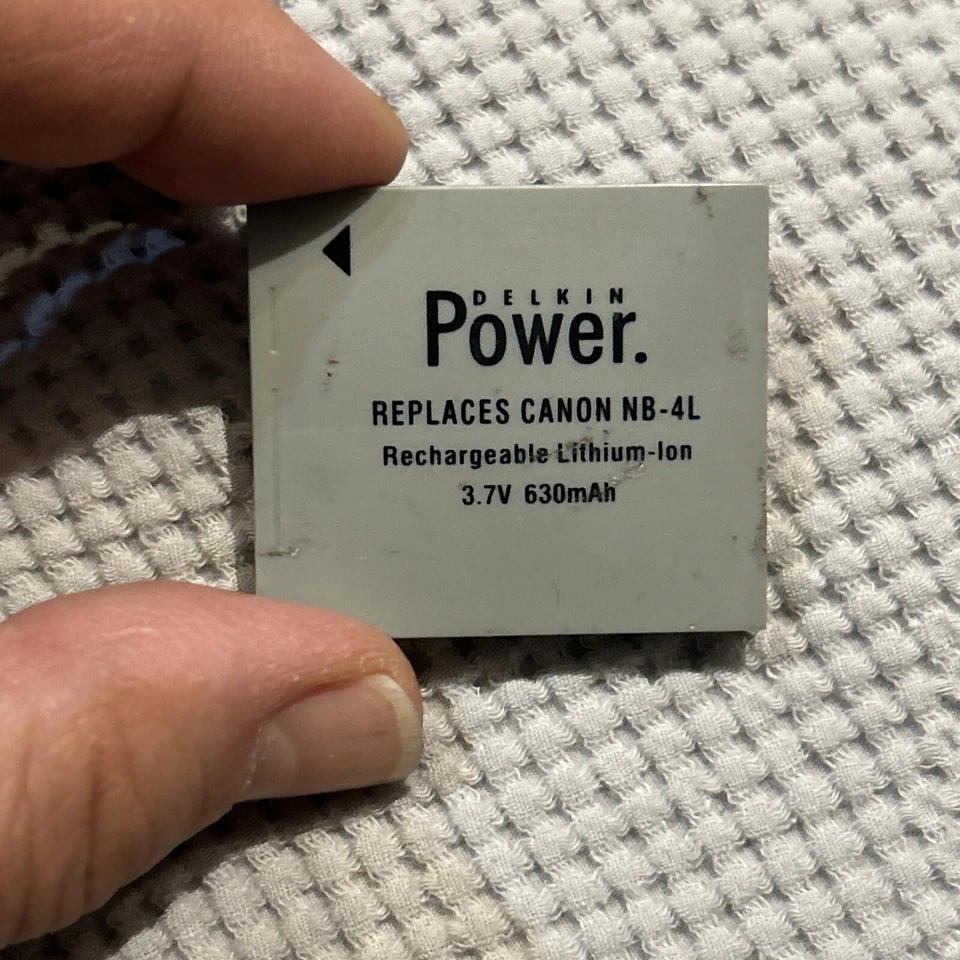 DELKIN
Power.
REPLACES CANON NB-4L
Rechargeable Lithium-Ion
3.7V 630mAh